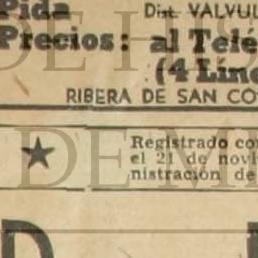 Pida Dist. VALVUL
Precios: al Telé
(4 Líne
RIBERA DE SAN CO
★ Registrado co
el 21 de novi
nistración de
D